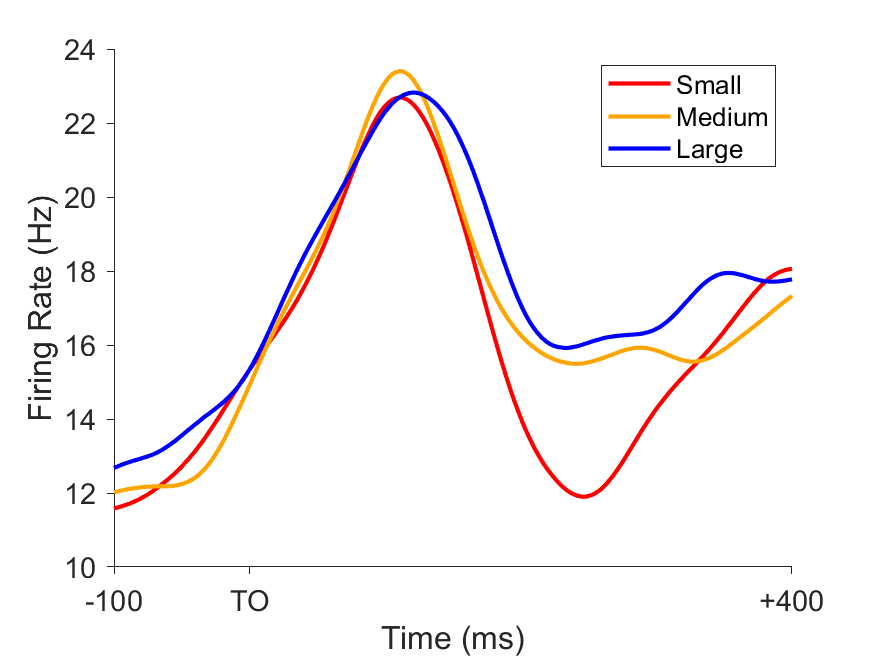 24
22
20
18
16
14
12
10
Firing Rate (Hz)
Small
Medium
Large
-100 TO +400
Time (ms)